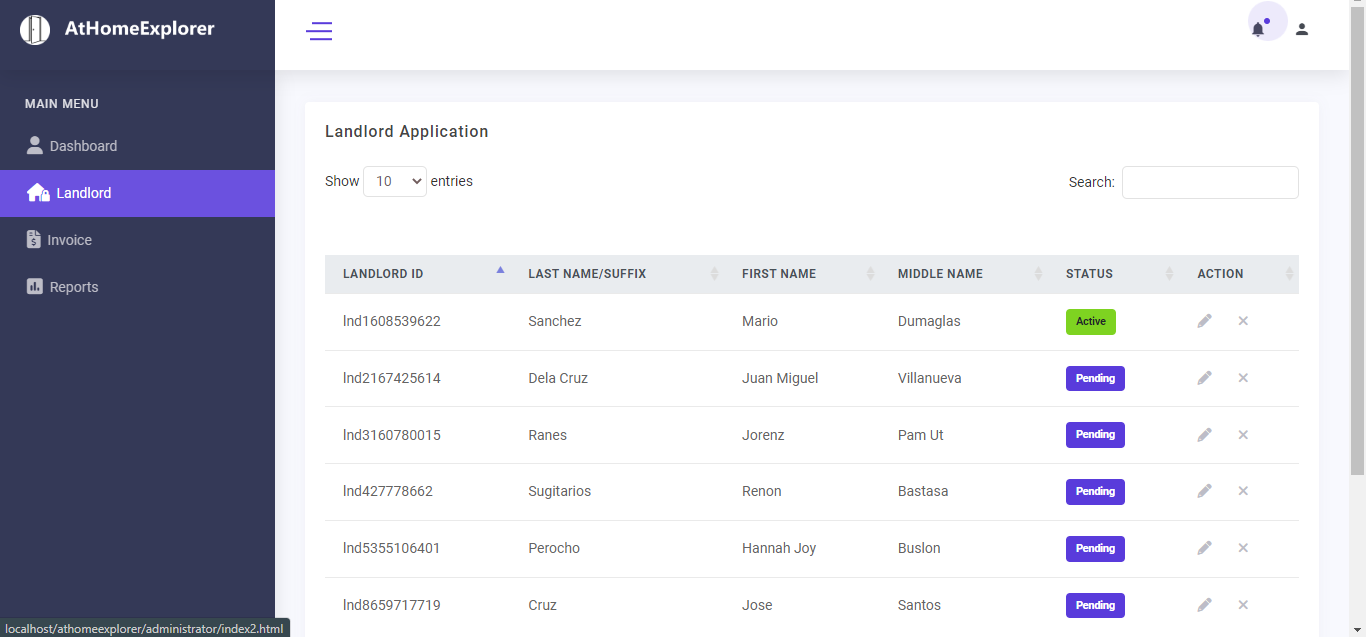 AtHomeExplorer
MAIN MENU
Dashboard
Landlord
Invoice
Reports
Landlord Application
Show 10 entries
Search:
LANDLORD ID LAST NAME/SUFFIX FIRST NAME MIDDLE NAME STATUS ACTION
lnd1608539622 Sanchez Mario Dumaglas Active
lnd2167425614 Dela Cruz Juan Miguel Villanueva Pending
lnd3160780015 Ranes Jorenz Pam Ut Pending
lnd427778662 Sugitarios Renon Bastasa Pending
lnd5355106401 Perocho Hannah Joy Buslon Pending
lnd8659717719 Cruz Jose Santos Pending
localhost/athomeexplorer/administrator/index2.html